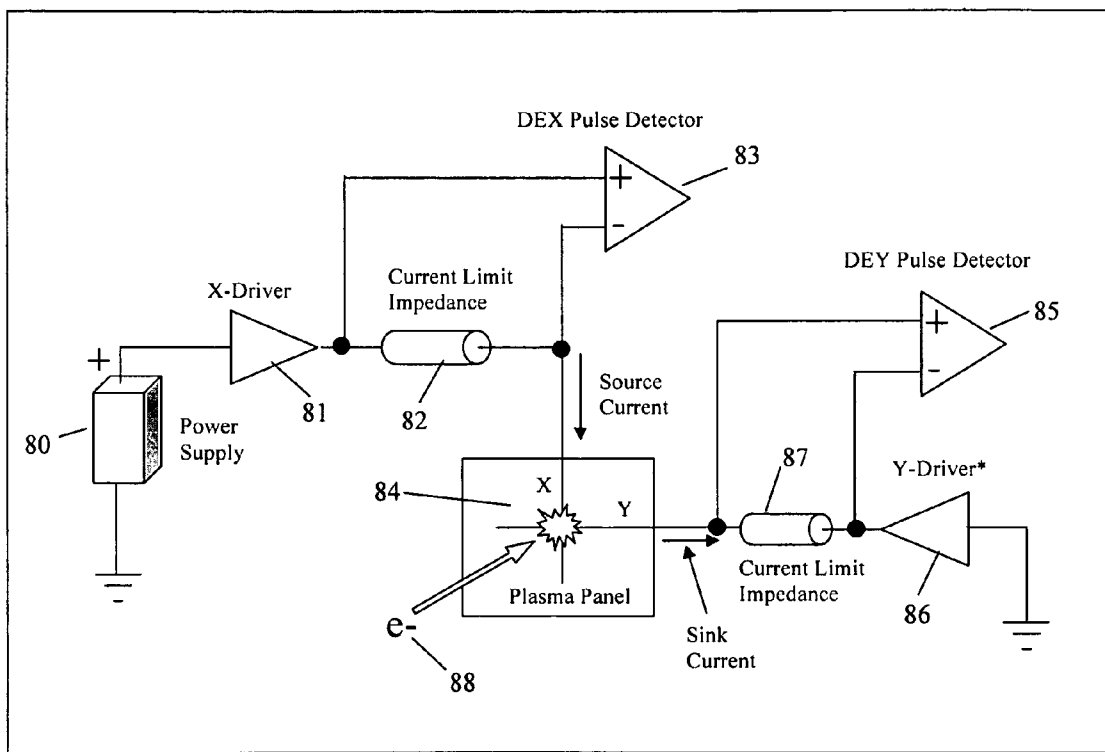 DEX Pulse Detector
83
+
-
DEY Pulse Detector
85
+
-
X-Driver
Current Limit
Impedance
+
81
82
80
Power
Supply
Source
Current
87
Y-Driver*
84
X
Y
Plasma Panel
Current Limit
Impedance
86
e-
88
Sink
Current